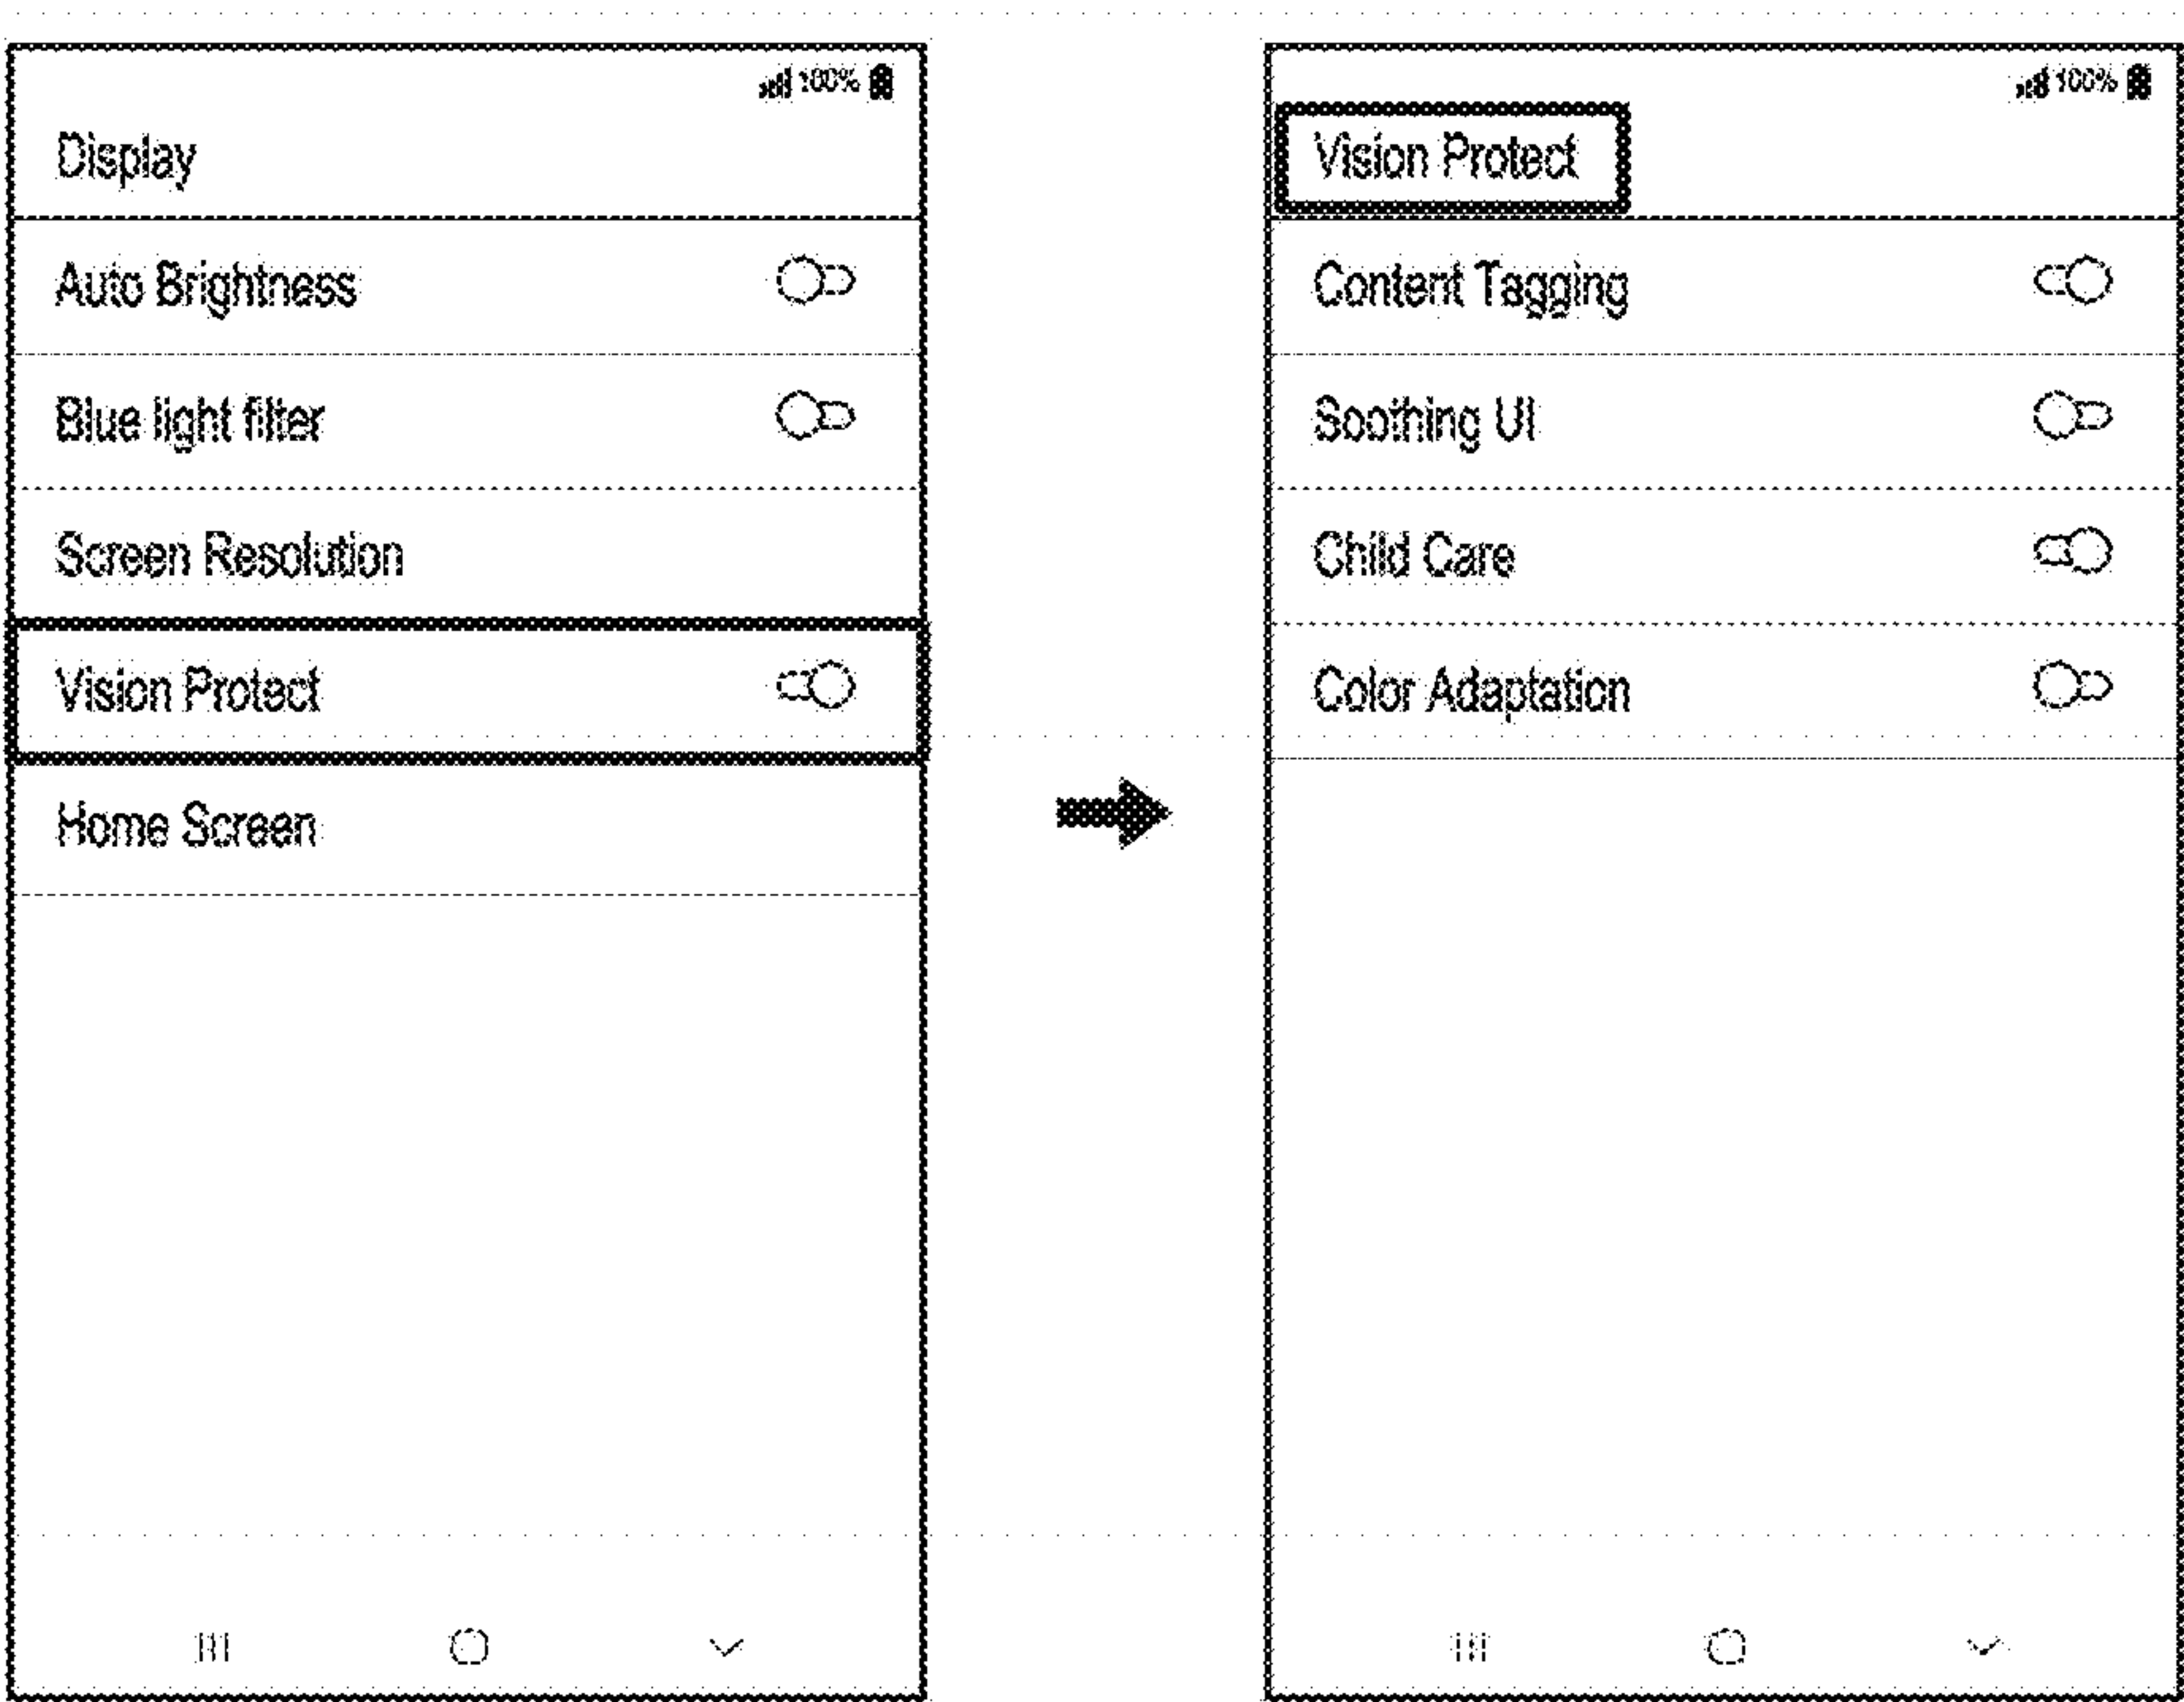 100%
Display
Auto Brightness
Blue light filter
Screen Resolution
Vision Protect
Home Screen
100%
Vision Protect
Content Tagging
Soothing UI
Child Care
Color Adaptation